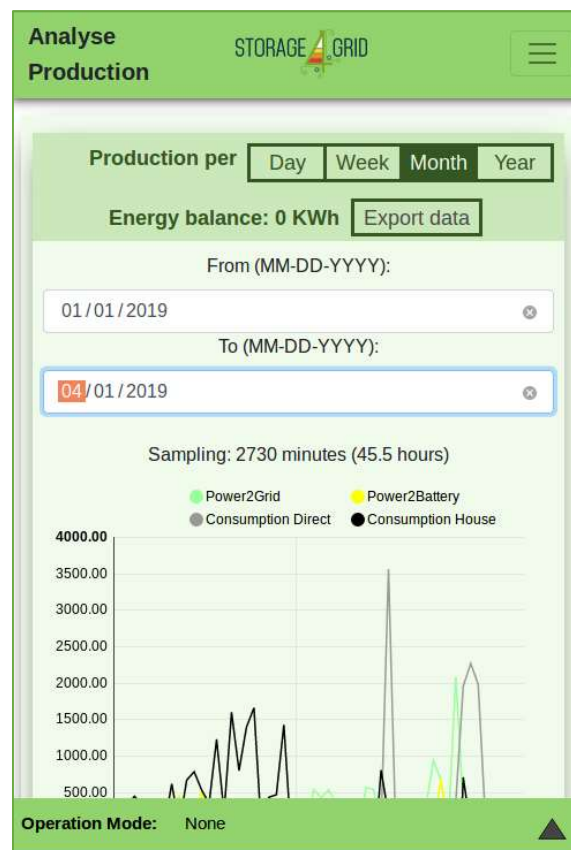 Analyse
Production
STORAGE 4 GRID
Production per Day Week Month Year
Energy balance: 0 KWh Export data
From (MM-DD-YYYY):
01/01/2019
To (MM-DD-YYYY):
04/01/2019
Sampling: 2730 minutes (45.5 hours)
Power2Grid Power2Battery
Consumption Direct Consumption House
4000.00
3500.00
3000.00
2500.00
2000.00
1500.00
1000.00
500.00
Operation Mode: None